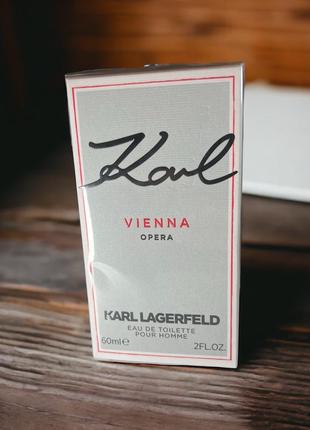 Karl
VIENNA
OPERA
KARL LAGERFELD
EAU DE TOILETTE
POUR HOMME
60ml℮ 2FL.OZ.